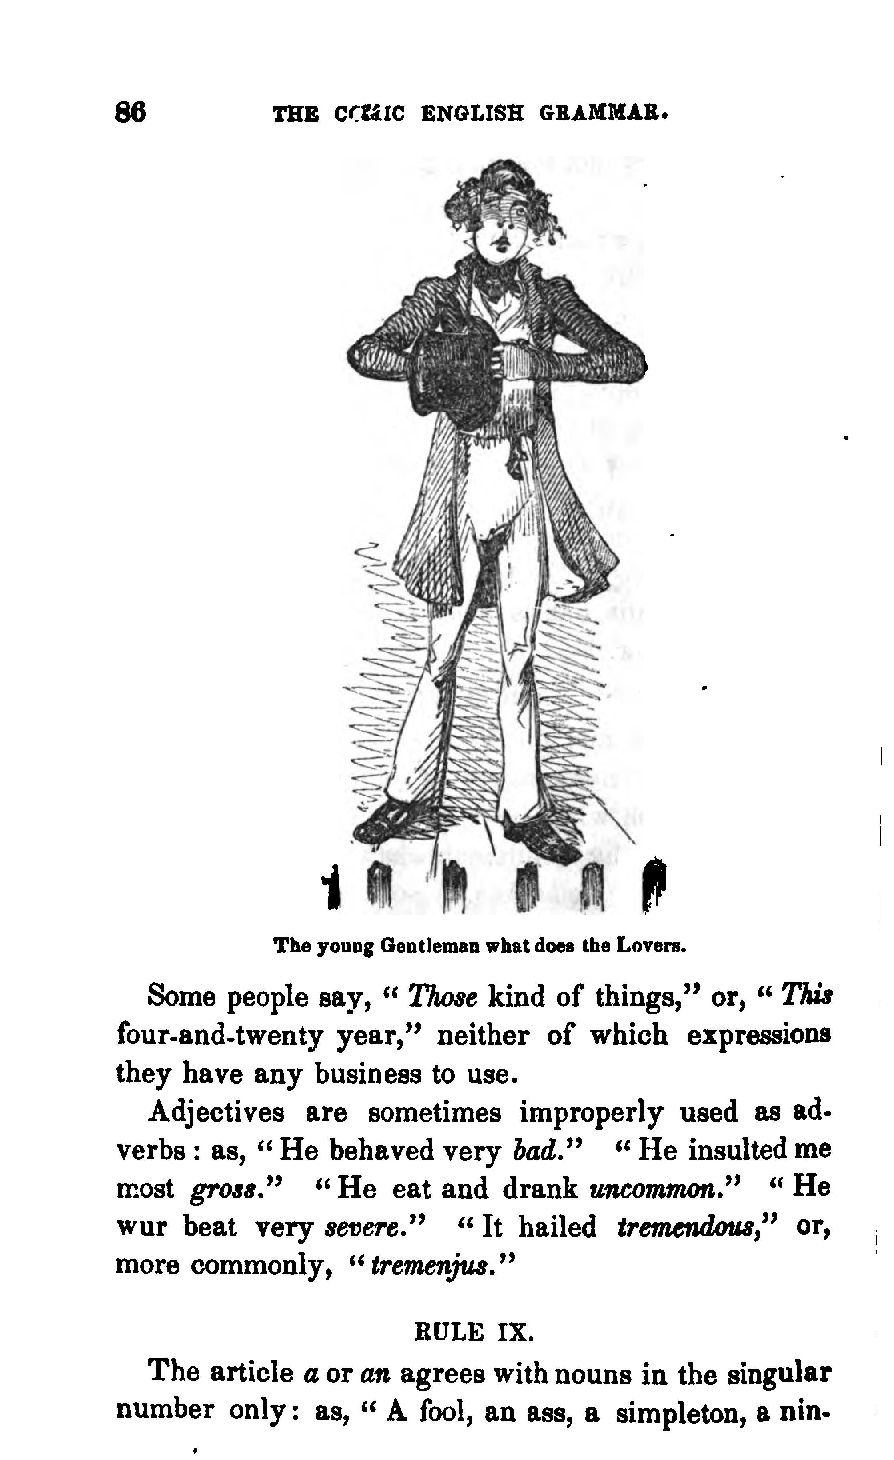 86 THE COMIC ENGLISH GRAMMAR.
The young Gentleman what does the Lovers.
Some people say, “ Those kind of things,” or, “ This
four-and-twenty year,” neither of which expressions
they have any business to use.
Adjectives are sometimes improperly used as ad-
verbs : as, “ He behaved very bad.” “ He insulted me
most gross.” “ He eat and drank uncommon.” “ He
wur beat very severe.” “ It hailed tremendous,” or,
more commonly, “ tremenjus.”
RULE IX.
The article a or an agrees with nouns in the singular
number only : as, “ A fool, an ass, a simpleton, a nin-